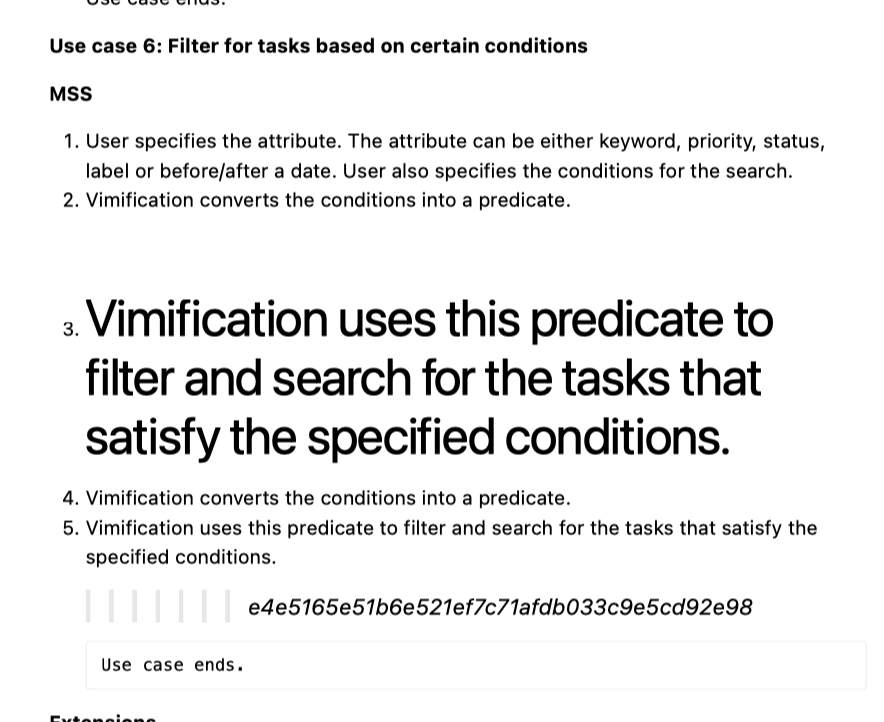 Use case ends.
Use case 6: Filter for tasks based on certain conditions
MSS
1. User specifies the attribute. The attribute can be either keyword, priority, status,
label or before/after a date. User also specifies the conditions for the search.
2. Vimification converts the conditions into a predicate.
3. Vimification uses this predicate to
filter and search for the tasks that
satisfy the specified conditions.
4. Vimification converts the conditions into a predicate.
5. Vimification uses this predicate to filter and search for the tasks that satisfy the
specified conditions.
e4e5165e51b6e521ef7c71afdb033c9e5cd92e98
Use case ends.
Extensions